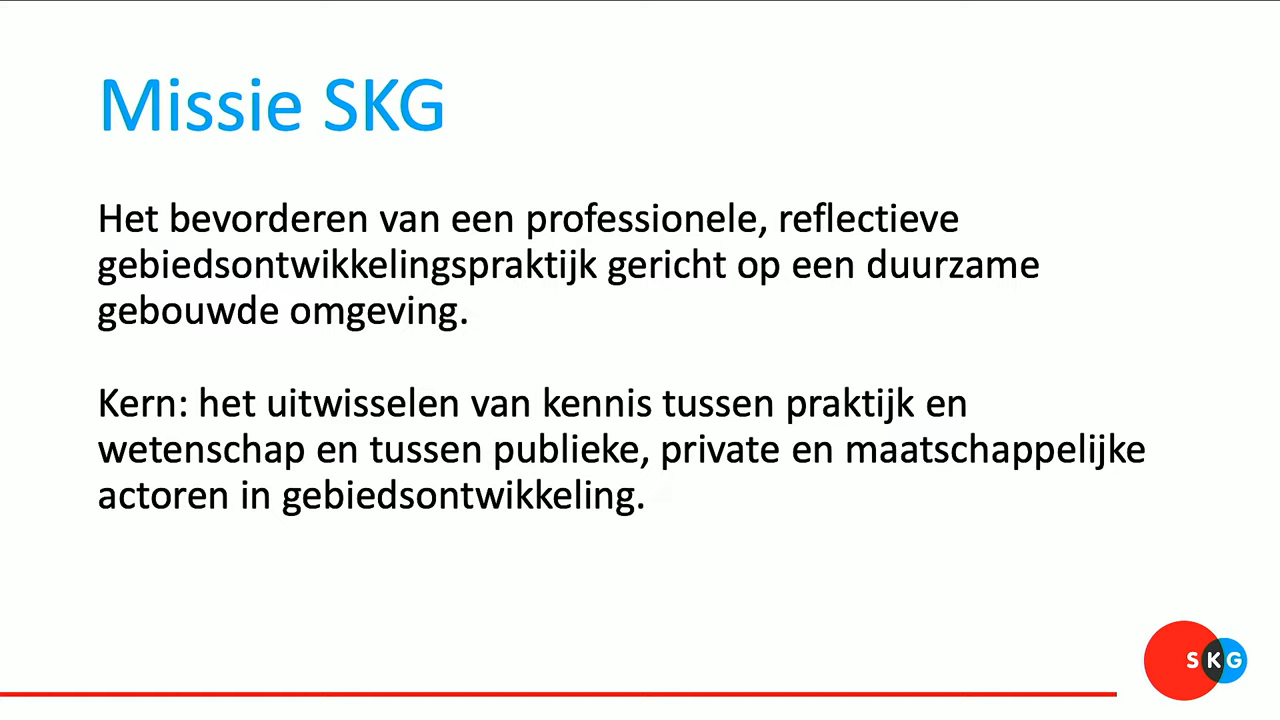 Missie SKG
Het bevorderen van een professionele, reflectieve
gebiedsontwikkelingspraktijk gericht op een duurzame
gebouwde omgeving.
Kern: het uitwisselen van kennis tussen praktijk en
wetenschap en tussen publieke, private en maatschappelijke
actoren in gebiedsontwikkeling.
SKG